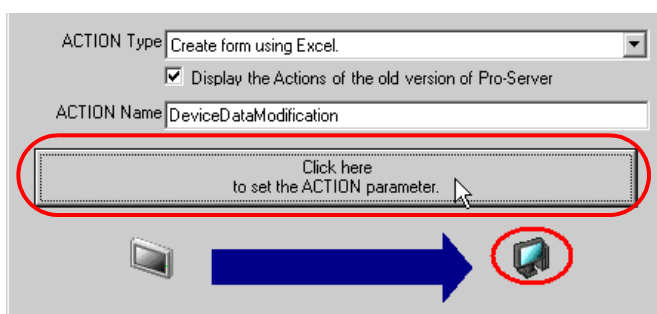 ACTION Type Create form using Excel.
Display the Actions of the old version of Pro-Server
ACTION Name DeviceDataModification
Click here
to set the ACTION parameter.